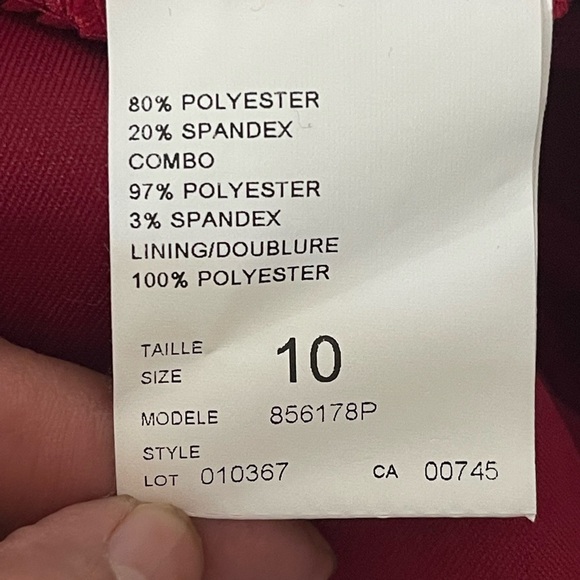 80% POLYESTER
20% SPANDEX
COMBO
97% POLYESTER
3% SPANDEX
LINING/DOUBLURE
100% POLYESTER
TAILLE
SIZE 10
MODELE 856178P
STYLE
LOT 010367 CA 00745